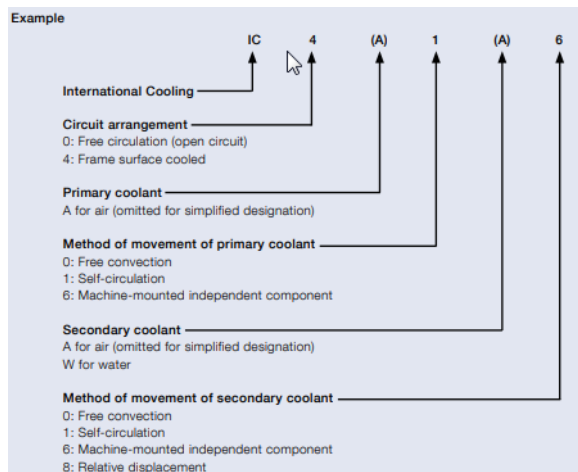 Example
IC 4 (A) 1 (A) 6
International Cooling
Circuit arrangement
0: Free circulation (open circuit)
4: Frame surface cooled
Primary coolant
A for air (omitted for simplified designation)
Method of movement of primary coolant
0: Free convection
1: Self-circulation
6: Machine-mounted independent component
Secondary coolant
A for air (omitted for simplified designation)
W for water
Method of movement of secondary coolant
0: Free convection
1: Self-circulation
6: Machine-mounted independent component
8: Relative displacement